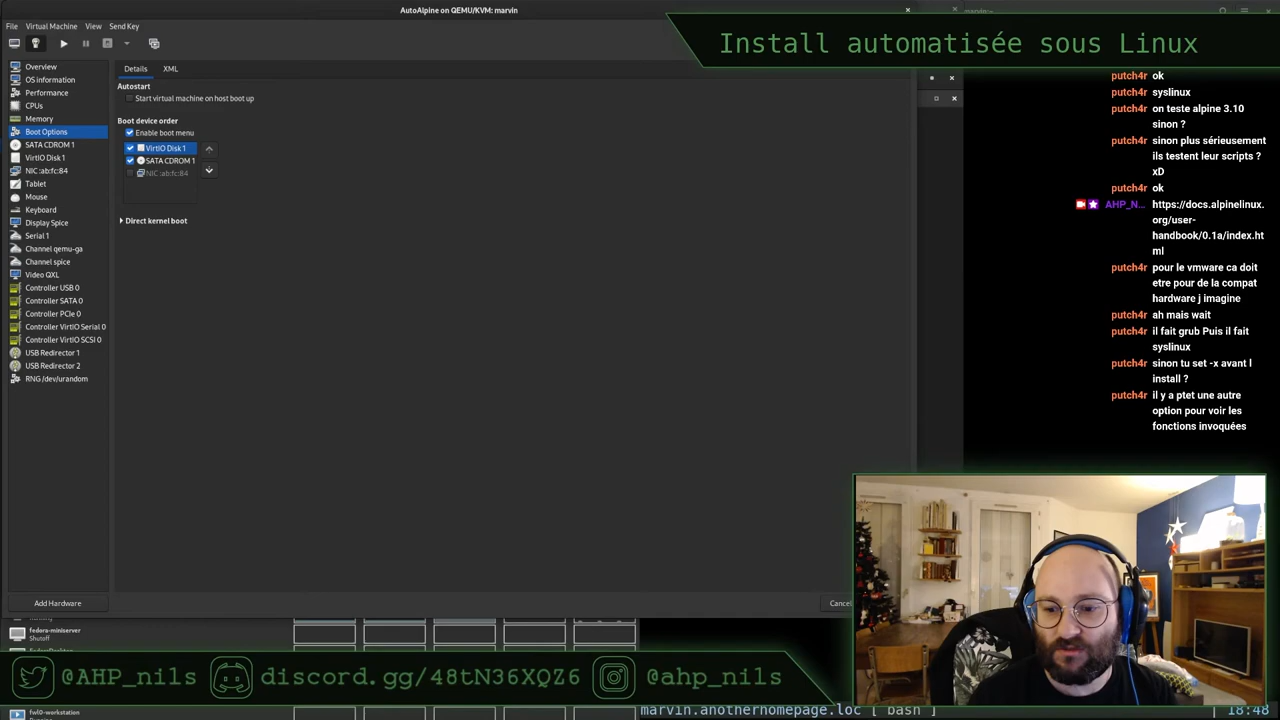 AutoAlpine on QEMU/KVM: marvin
File Virtual Machine View Send Key
Overview
OS information
Performance
CPUs
Memory
Boot Options
SATA CDROM 1
VirtIO Disk 1
NIC :ab:fc:84
Tablet
Mouse
Keyboard
Display Spice
Serial 1
Channel qemu-ga
Channel spice
Video QXL
Controller USB 0
Controller SATA 0
Controller PCIe 0
Controller VirtIO Serial 0
Controller VirtIO SCSI 0
USB Redirector 1
USB Redirector 2
RNG /dev/urandom
Add Hardware
Details XML
Autostart
Start virtual machine on host boot up
Boot device order
Enable boot menu
VirtIO Disk 1
SATA CDROM 1
NIC :ab:fc:84
Direct kernel boot
Cancel
marvin:~
Install automatisée sous Linux
putch4r ok
putch4r syslinux
putch4r on teste alpine 3.10
sinon ?
putch4r sinon plus sérieusement
ils testent leur scripts ?
xD
putch4r ok
AHP_N... https://docs.alpinelinux.
org/user-
handbook/0.1a/index.ht
ml
putch4r pour le vmware ca doit
etre pour de la compat
hardware j imagine
putch4r ah mais wait
putch4r il fait grub Puis il fait
syslinux
putch4r sinon tu set -x avant l
install ?
putch4r il y a ptet une autre
option pour voir les
fonctions invoquées
fedora-miniserver
Shutoff
@AHP_nils discord.gg/48tN36XQZ6 @ahp_nils
fwl0-workstation
Running
marvin.anothernomepage.loc [ bash ] | 18:48